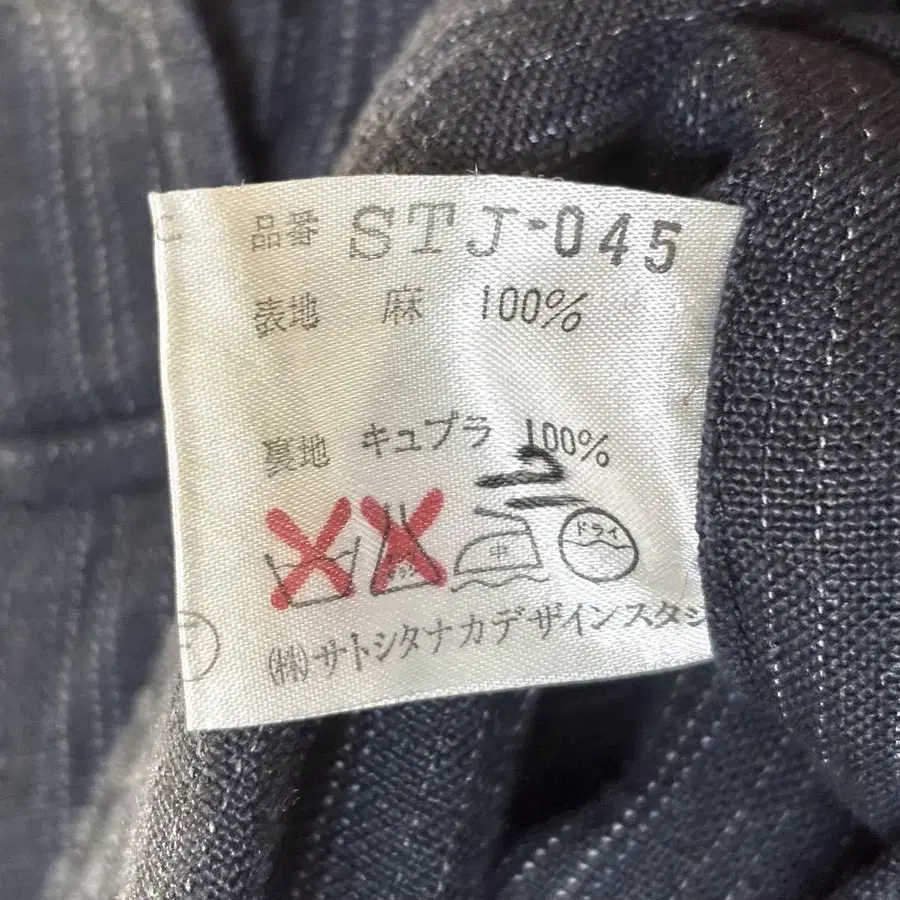 品番 STJ-045
表地 麻 100%
裏地 キュプラ 100%
中 ドライ
(株)サトシタナカデザインスタジ